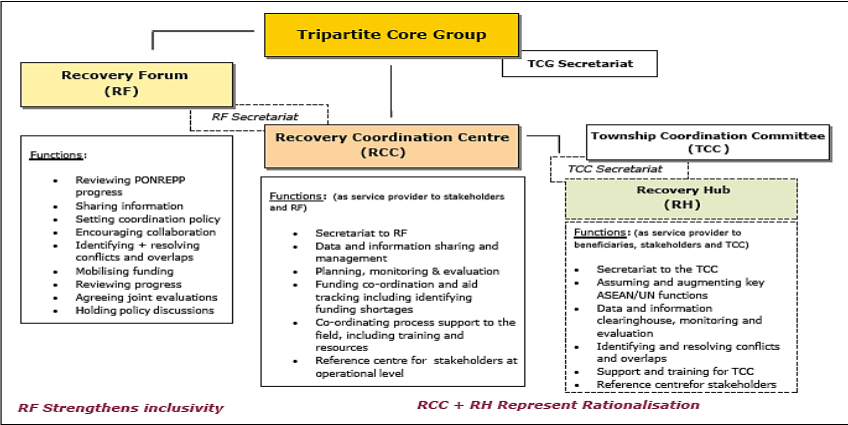 Tripartite Core Group
TCG Secretariat
Recovery Forum
(RF)
RF Secretariat
Functions:
• Reviewing PONREPP
progress
• Sharing information
• Setting coordination policy
• Encouraging collaboration
• Identifying + resolving
conflicts and overlaps
• Mobilising funding
• Reviewing progress
• Agreeing joint evaluations
• Holding policy discussions
Recovery Coordination Centre
(RCC)
Functions: (as service provider to stakeholders
and RF)
• Secretariat to RF
• Data and information sharing and
management
• Planning, monitoring & evaluation
• Funding co-ordination and aid
tracking including identifying
funding shortages
• Co-ordinating process support to the
field, including training and
resources
• Reference centre for stakeholders at
operational level
Township Coordination Committee
(TCC)
TCC Secretariat
Recovery Hub
(RH)
Functions: (as service provider to
beneficiaries, stakeholders and TCC)
• Secretariat to the TCC
• Assuming and augmenting key
ASEAN/UN functions
• Data and information
clearinghouse, monitoring and
evaluation
• Identifying and resolving conflicts
and overlaps
• Support and training for TCC
• Reference centrefor stakeholders
RF Strengthens inclusivity
RCC + RH Represent Rationalisation